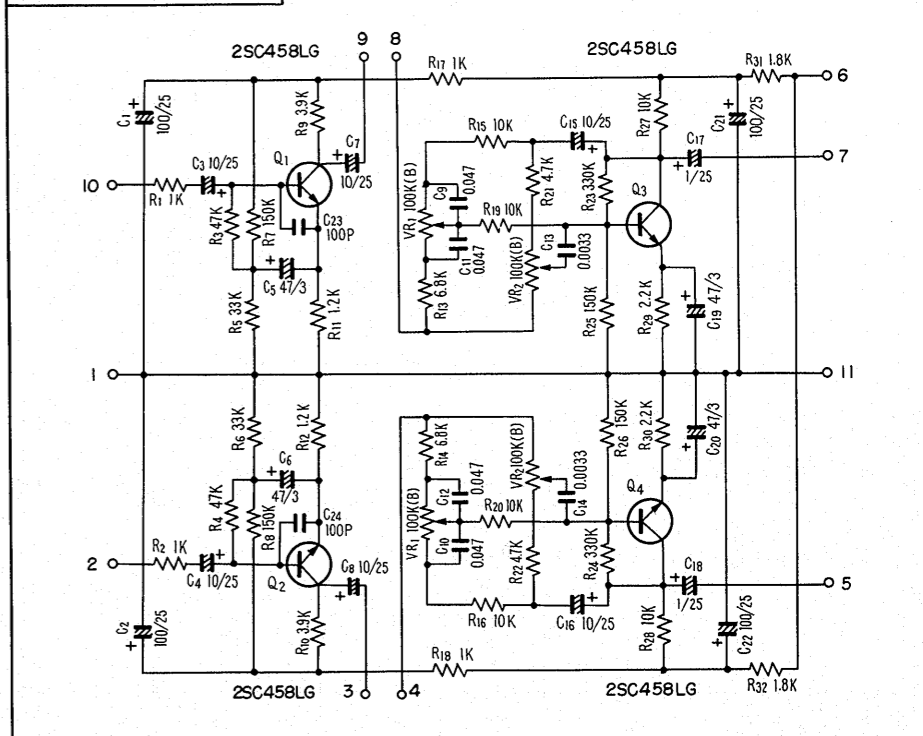 9 8
2SC458LG 2SC458LG
R17 1K
R31 1.8K
6
C1 100/25
R9 3.9K
C7 10/25
R15 10K
C15 10/25
R27 10K
C17 1/25
C21 100/25
7
Q1
C3 10/25
10
R1 1K
R3 47K
R7 150K
C23 100P
C5 47/3
VR1 100K(B)
C9 0.047
R19 10K
C11 0.047
R21 4.7K
R23 330K
Q3
C13 0.0033
VR2 100K(B)
R13 6.8K
R5 33K
R11 1.2K
R25 150K
R29 2.2K
C19 47/3
1
11
R6 33K
R12 1.2K
R14 6.8K
R26 150K
R30 2.2K
C20 47/3
C6 47/3
R4 47K
R8 150K
C24 100P
VR1 100K(B)
C12 0.047
R20 10K
C10 0.047
VR2 100K(B)
C14 0.0033
Q4
2
R2 1K
C4 10/25
Q2
C8 10/25
R22 4.7K
R24 330K
C18 1/25
5
C2 100/25
R10 3.9K
R16 10K
C16 10/25
R28 10K
C22 100/25
R18 1K
R32 1.8K
2SC458LG 3 4 2SC458LG